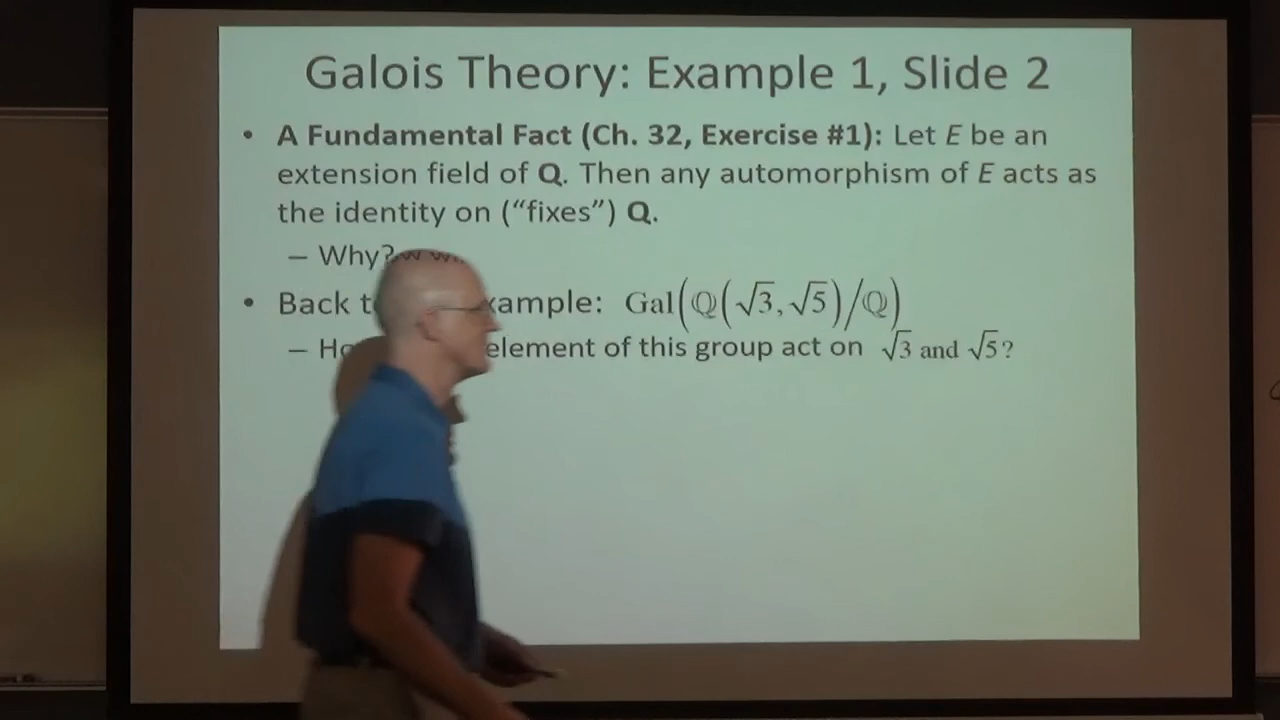 Galois Theory: Example 1, Slide 2
• A Fundamental Fact (Ch. 32, Exercise #1): Let E be an
extension field of Q. Then any automorphism of E acts as
the identity on (“fixes”) Q.
– Why?
• Back example: Gal(ℚ(√3, √5)/ℚ)
– element of this group act on √3 and √5?